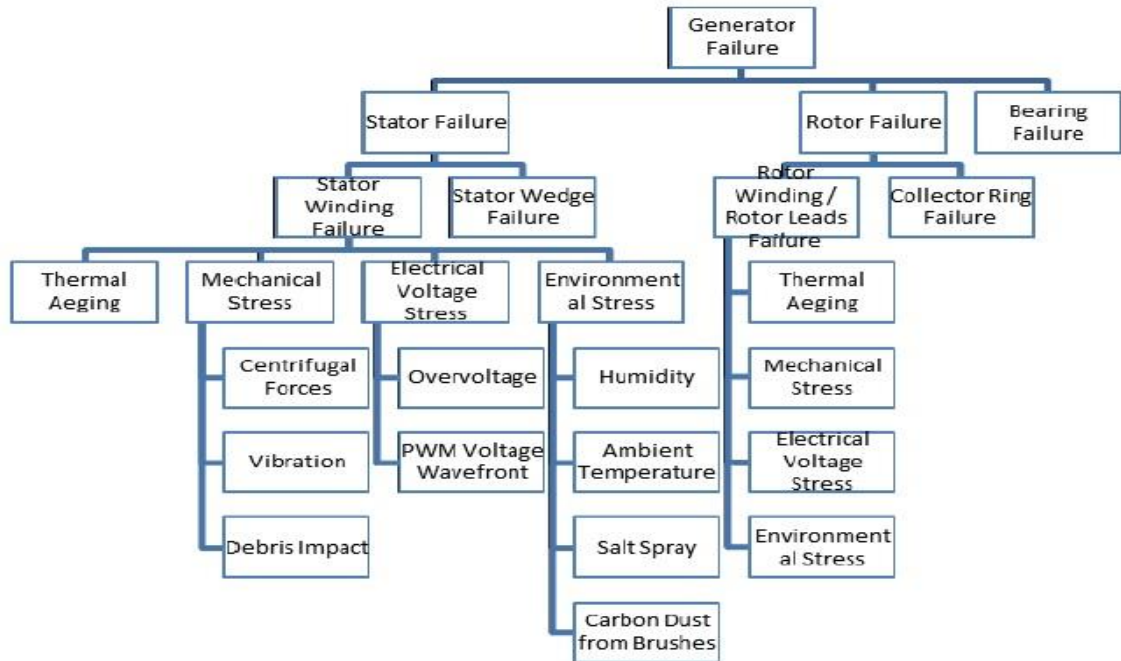 Generator
Failure
Stator Failure
Rotor Failure
Bearing
Failure
Stator
Winding
Failure
Stator Wedge
Failure
Rotor
Winding /
Rotor Leads
Failure
Collector Ring
Failure
Thermal
Aeging
Mechanical
Stress
Electrical
Voltage
Stress
Environment
al Stress
Thermal
Aeging
Centrifugal
Forces
Overvoltage
Humidity
Mechanical
Stress
Vibration
PWM Voltage
Wavefront
Ambient
Temperature
Electrical
Voltage
Stress
Debris Impact
Salt Spray
Environment
al Stress
Carbon Dust
from Brushes